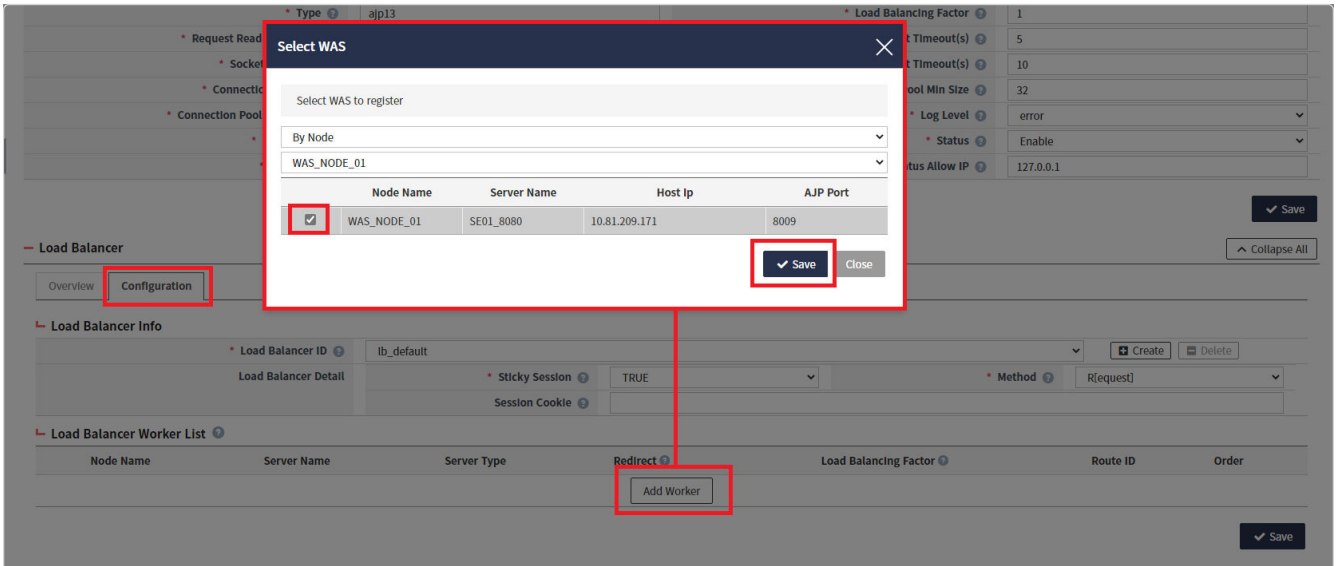 * Type ajp13 * Load Balancing Factor 1
* Request Read t Timeout(s) 5
* Socket t Timeout(s) 10
* Connectio ool Min Size 32
* Connection Pool * Log Level error
* * Status Enable
* tus Allow IP 127.0.0.1
Save
Select WAS
Select WAS to register
By Node
WAS_NODE_01
Node Name Server Name Host Ip AJP Port
WAS_NODE_01 SE01_8080 10.81.209.171 8009
Save Close
Load Balancer Collapse All
Overview Configuration
Load Balancer Info
* Load Balancer ID lb_default Create Delete
Load Balancer Detail * Sticky Session TRUE * Method R[equest]
Session Cookie
Load Balancer Worker List
Node Name Server Name Server Type Redirect Load Balancing Factor Route ID Order
Add Worker
Save